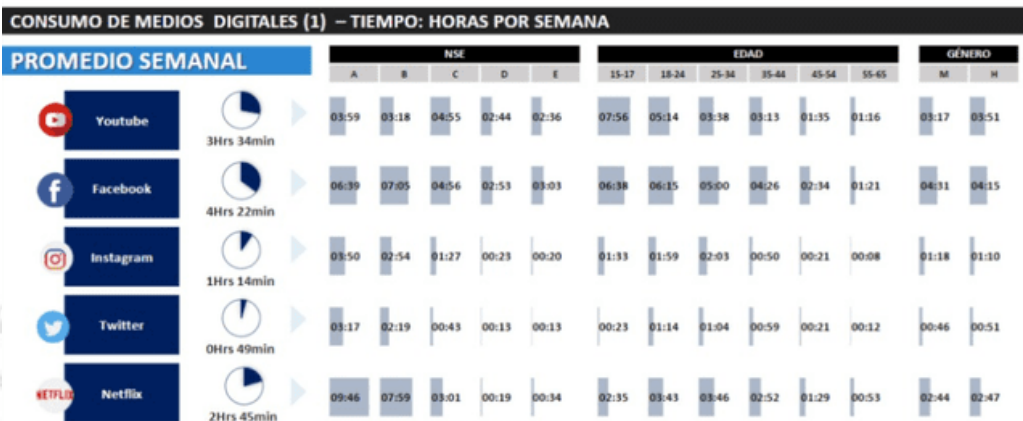 CONSUMO DE MEDIOS DIGITALES (1) – TIEMPO: HORAS POR SEMANA
PROMEDIO SEMANAL NSE EDAD GÉNERO
A B C D E 15-17 18-24 25-34 35-44 45-54 55-65 M H
Youtube 03:59 03:18 04:55 02:44 02:36 07:56 05:14 03:38 03:13 01:35 01:16 03:17 03:51
3Hrs 34min
Facebook 06:39 07:05 04:56 02:53 03:03 06:38 06:15 05:00 04:26 02:34 01:21 04:31 04:15
4Hrs 22min
Instagram 03:50 02:54 01:27 00:23 00:20 01:33 01:59 02:03 00:50 00:21 00:08 01:18 01:10
1Hrs 14min
Twitter 03:17 02:19 00:43 00:13 00:13 00:23 01:14 01:04 00:59 00:21 00:12 00:46 00:51
0Hrs 49min
NETFLIX Netflix 09:46 07:59 03:01 00:19 00:34 02:35 03:43 03:46 02:52 01:29 00:53 02:44 02:47
2Hrs 45min